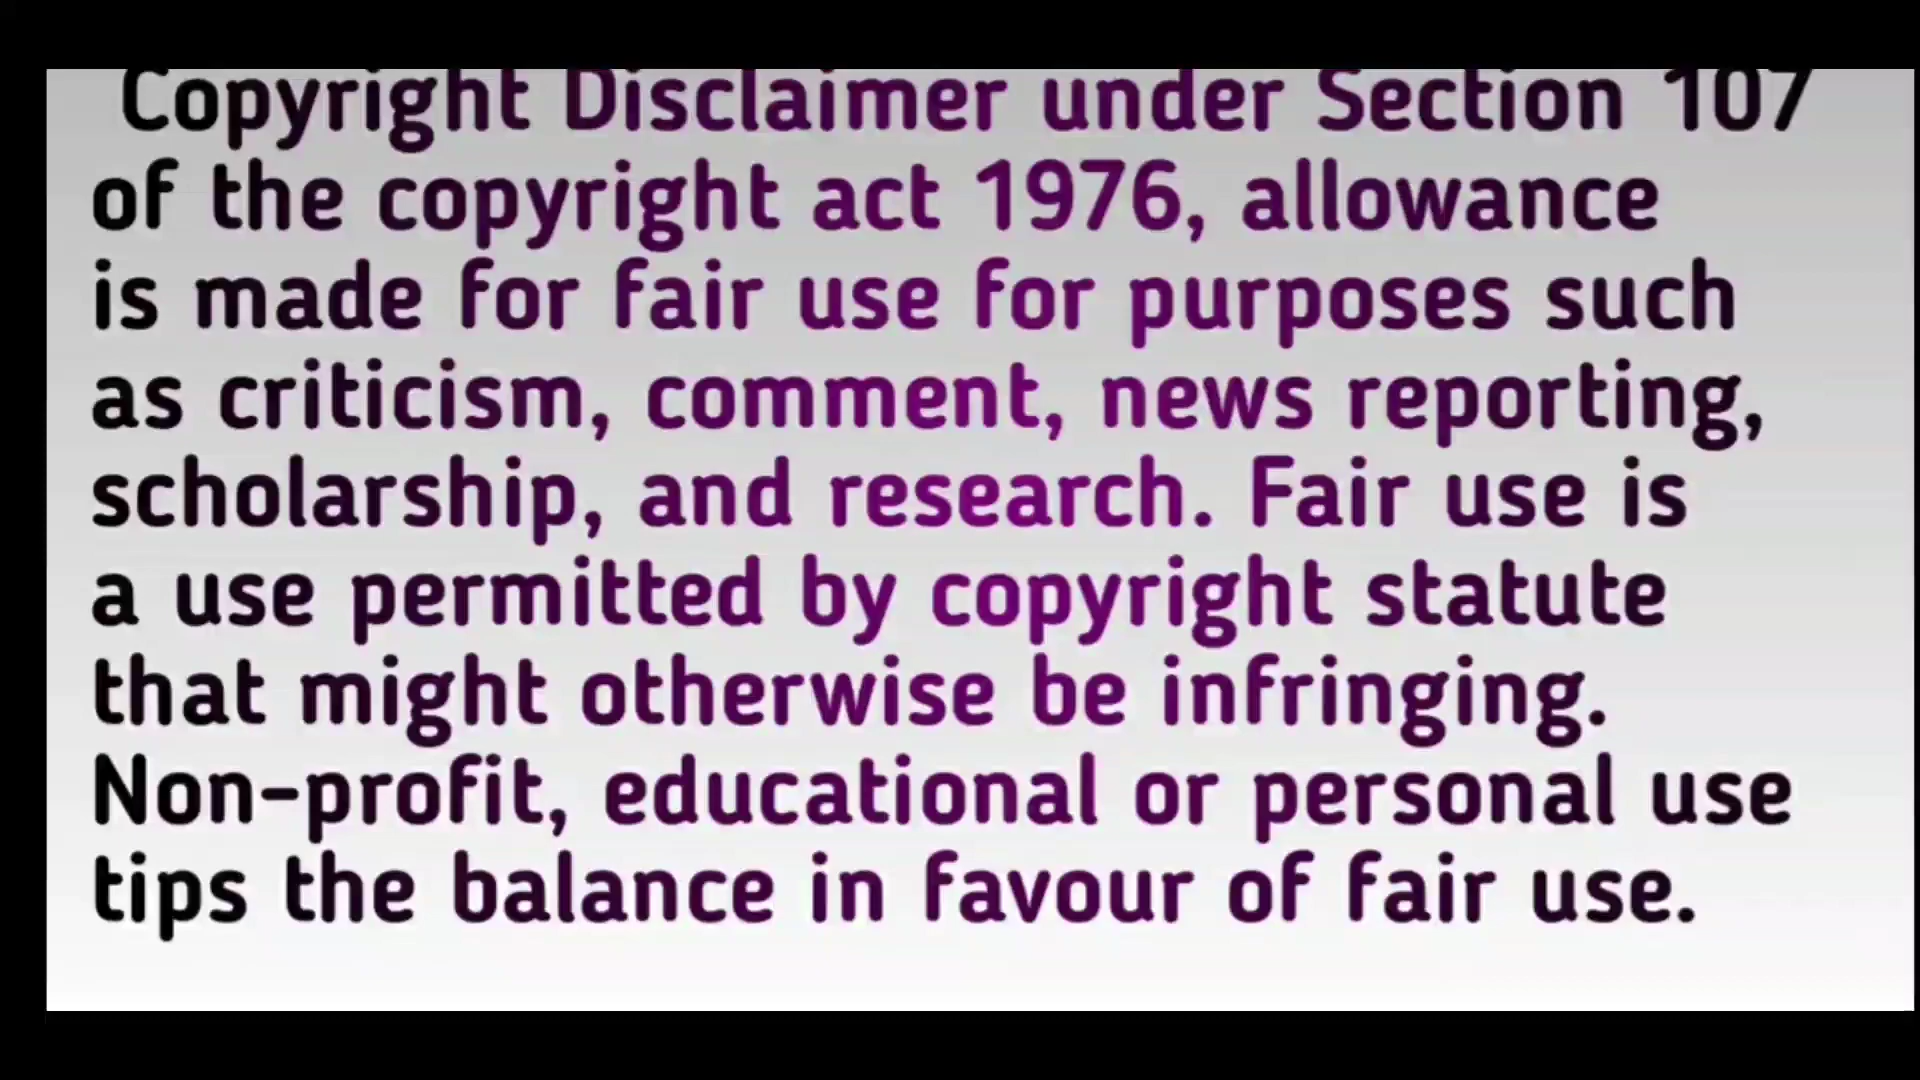 Copyright Disclaimer under Section 107
of the copyright act 1976, allowance
is made for fair use for purposes such
as criticism, comment, news reporting,
scholarship, and research. Fair use is
a use permitted by copyright statute
that might otherwise be infringing.
Non-profit, educational or personal use
tips the balance in favour of fair use.